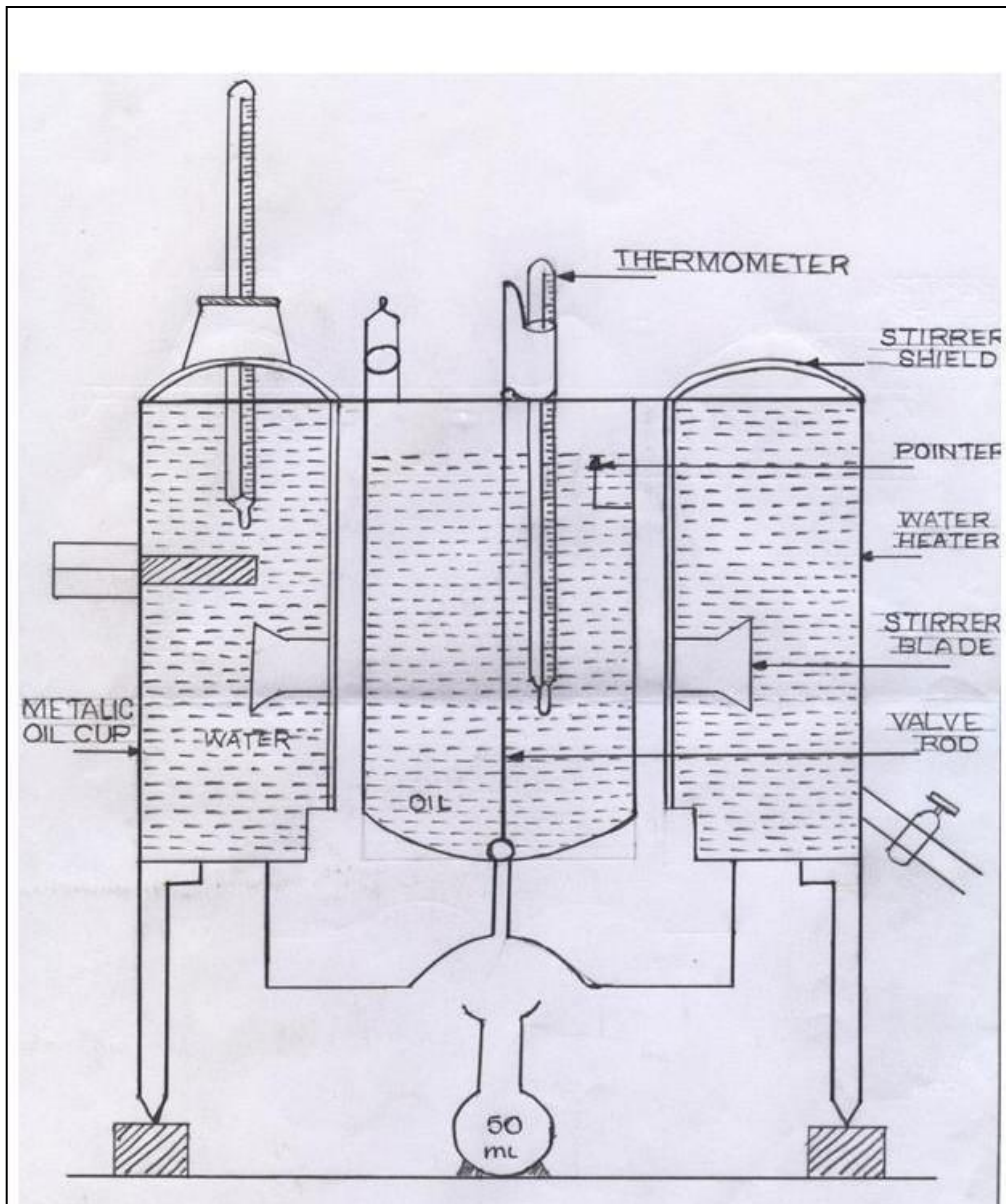 THERMOMETER
STIRRER
SHIELD
POINTER
WATER
HEATER
STIRRER
BLADE
METALIC
OIL CUP
WATER
VALVE
ROD
OIL
50
ML